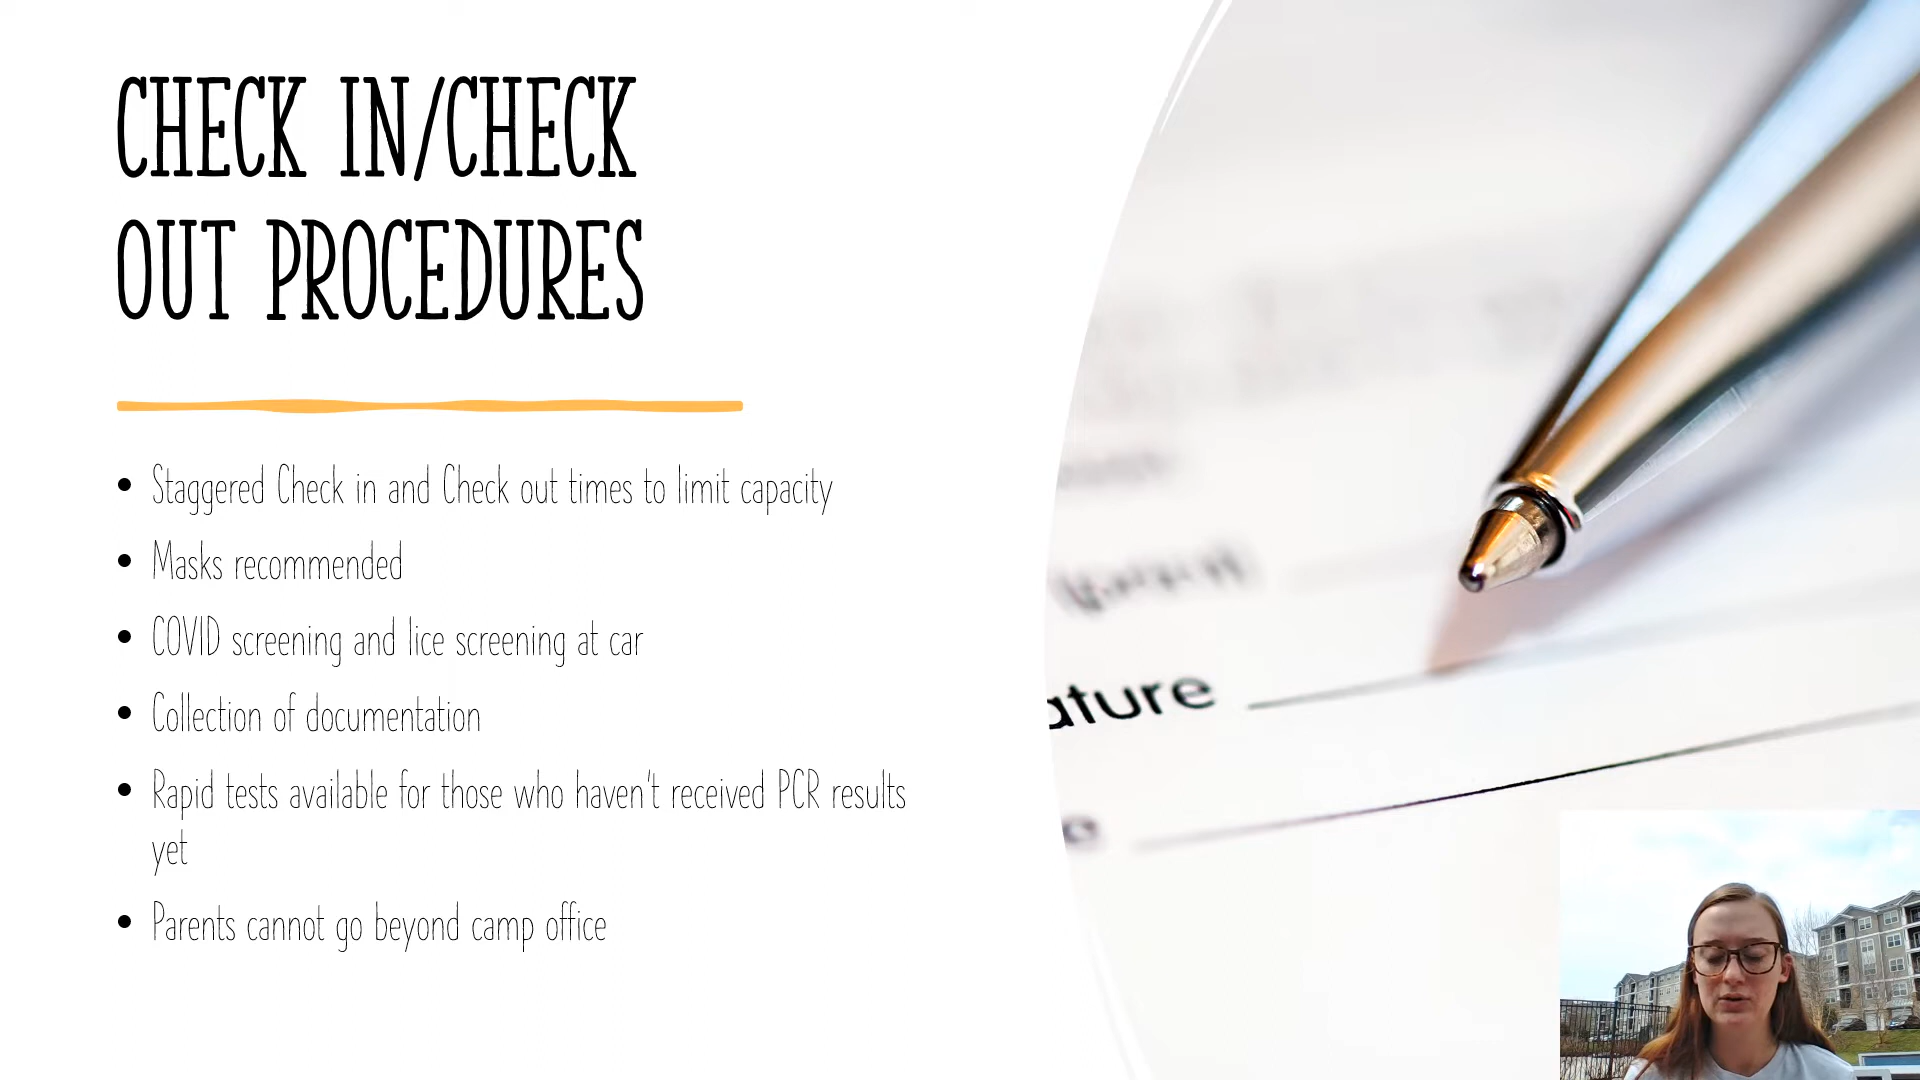 CHECK IN/CHECK
OUT PROCEDURES
• Staggered Check in and Check out times to limit capacity
• Masks recommended
• COVID screening and lice screening at car
• Collection of documentation
• Rapid tests available for those who haven't received PCR results
yet
• Parents cannot go beyond camp office
ature
e